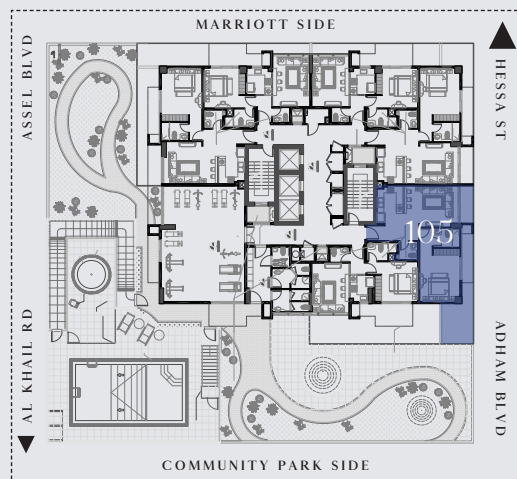 MARRIOTT SIDE
ASSEL BLVD
HESSA ST
105
AL KHAIL RD
ADHAM BLVD
COMMUNITY PARK SIDE